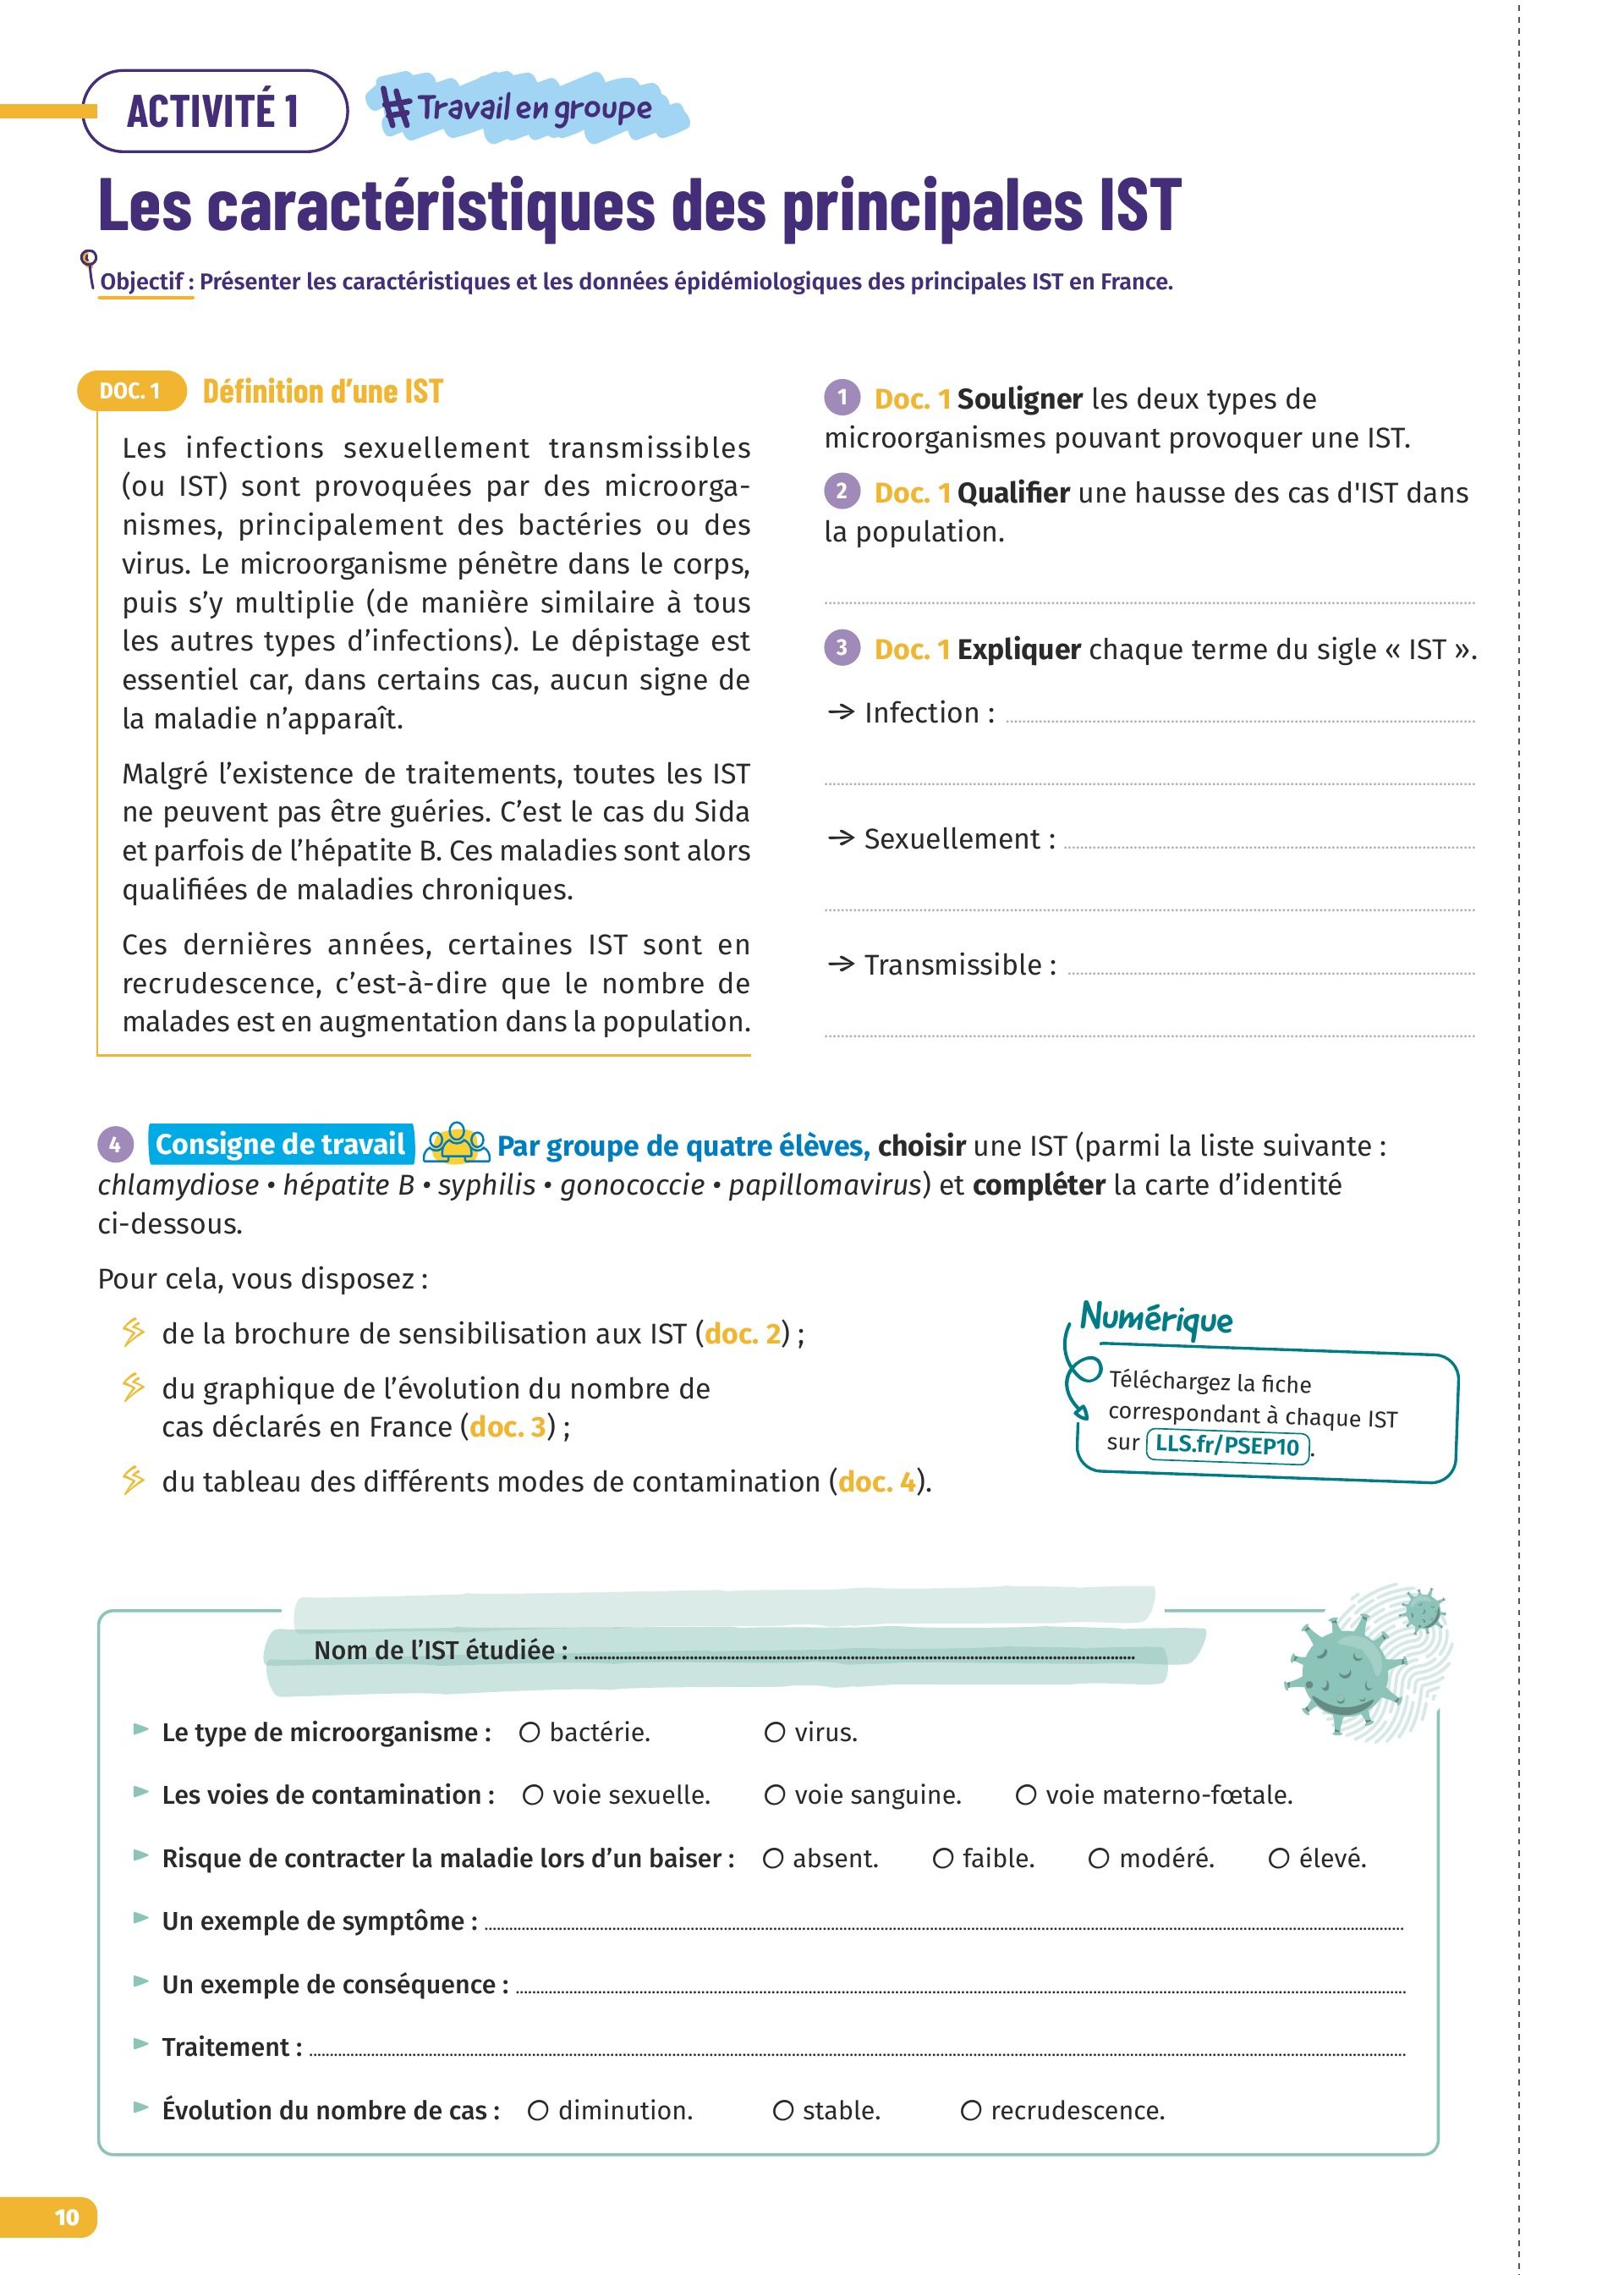 ACTIVITÉ 1
#Travail en groupe
Les caractéristiques des principales IST
Objectif : Présenter les caractéristiques et les données épidémiologiques des principales IST en France.
DOC. 1 Définition d’une IST
Les infections sexuellement transmissibles
(ou IST) sont provoquées par des microorga-
nismes, principalement des bactéries ou des
virus. Le microorganisme pénètre dans le corps,
puis s’y multiplie (de manière similaire à tous
les autres types d’infections). Le dépistage est
essentiel car, dans certains cas, aucun signe de
la maladie n’apparaît.
Malgré l’existence de traitements, toutes les IST
ne peuvent pas être guéries. C’est le cas du Sida
et parfois de l’hépatite B. Ces maladies sont alors
qualifiées de maladies chroniques.
Ces dernières années, certaines IST sont en
recrudescence, c’est-à-dire que le nombre de
malades est en augmentation dans la population.
1 Doc. 1 Souligner les deux types de
microorganismes pouvant provoquer une IST.
2 Doc. 1 Qualifier une hausse des cas d'IST dans
la population.
3 Doc. 1 Expliquer chaque terme du sigle « IST ».
→ Infection :
→ Sexuellement :
→ Transmissible :
4 Consigne de travail Par groupe de quatre élèves, choisir une IST (parmi la liste suivante :
chlamydiose • hépatite B • syphilis • gonococcie • papillomavirus) et compléter la carte d’identité
ci-dessous.
Pour cela, vous disposez :
de la brochure de sensibilisation aux IST (doc. 2) ;
du graphique de l’évolution du nombre de
cas déclarés en France (doc. 3) ;
du tableau des différents modes de contamination (doc. 4).
Numérique
Téléchargez la fiche
correspondant à chaque IST
sur LLS.fr/PSEP10.
Nom de l’IST étudiée :
Le type de microorganisme : bactérie. virus.
Les voies de contamination : voie sexuelle. voie sanguine. voie materno-fœtale.
Risque de contracter la maladie lors d’un baiser : absent. faible. modéré. élevé.
Un exemple de symptôme :
Un exemple de conséquence :
Traitement :
Évolution du nombre de cas : diminution. stable. recrudescence.
10